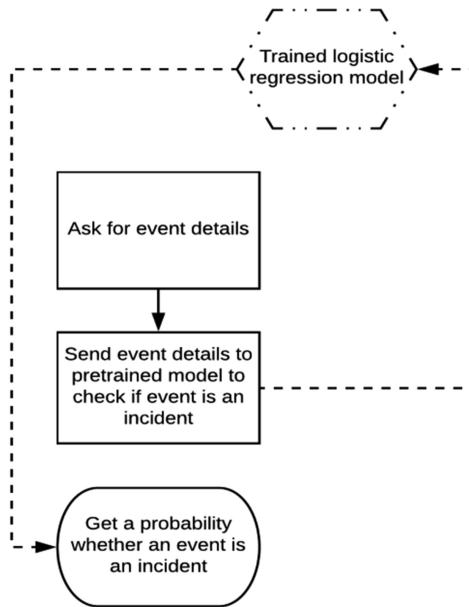 Trained logistic
regression model
Ask for event details
Send event details to
pretrained model to
check if event is an
incident
Get a probability
whether an event is
an incident